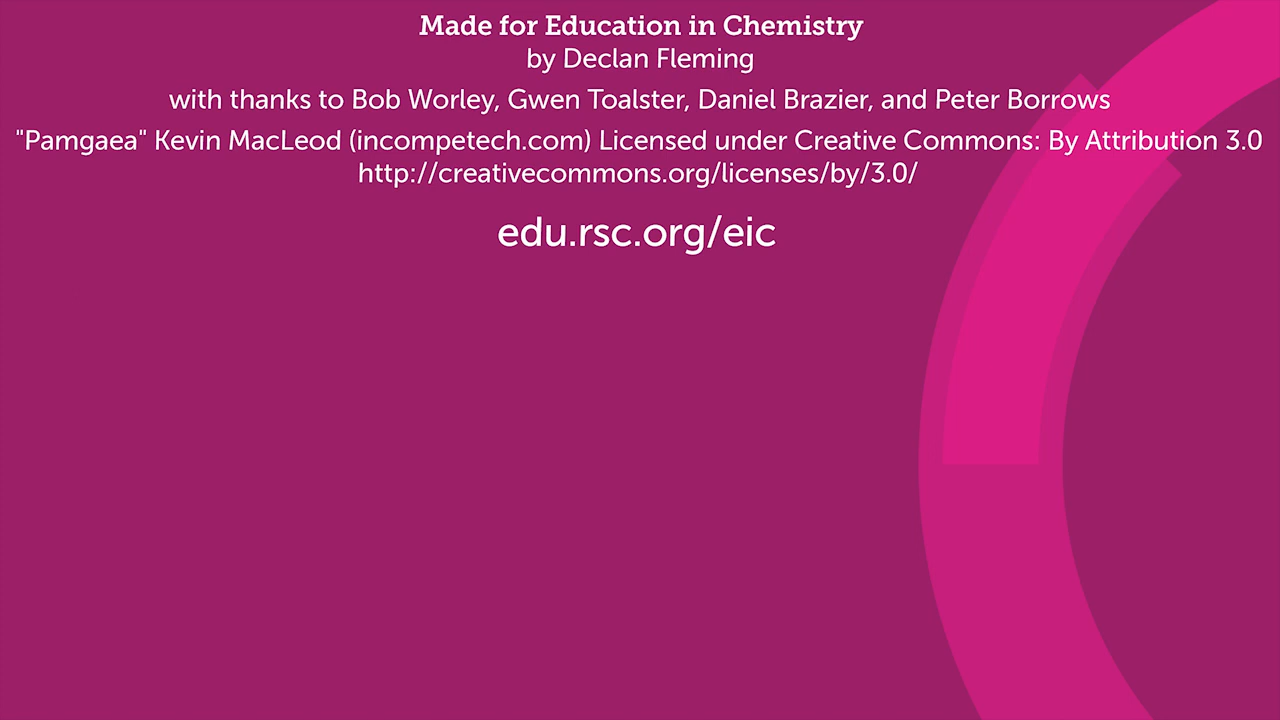 Made for Education in Chemistry
by Declan Fleming
with thanks to Bob Worley, Gwen Toalster, Daniel Brazier, and Peter Borrows
"Pamgaea" Kevin MacLeod (incompetech.com) Licensed under Creative Commons: By Attribution 3.0
http://creativecommons.org/licenses/by/3.0/
edu.rsc.org/eic